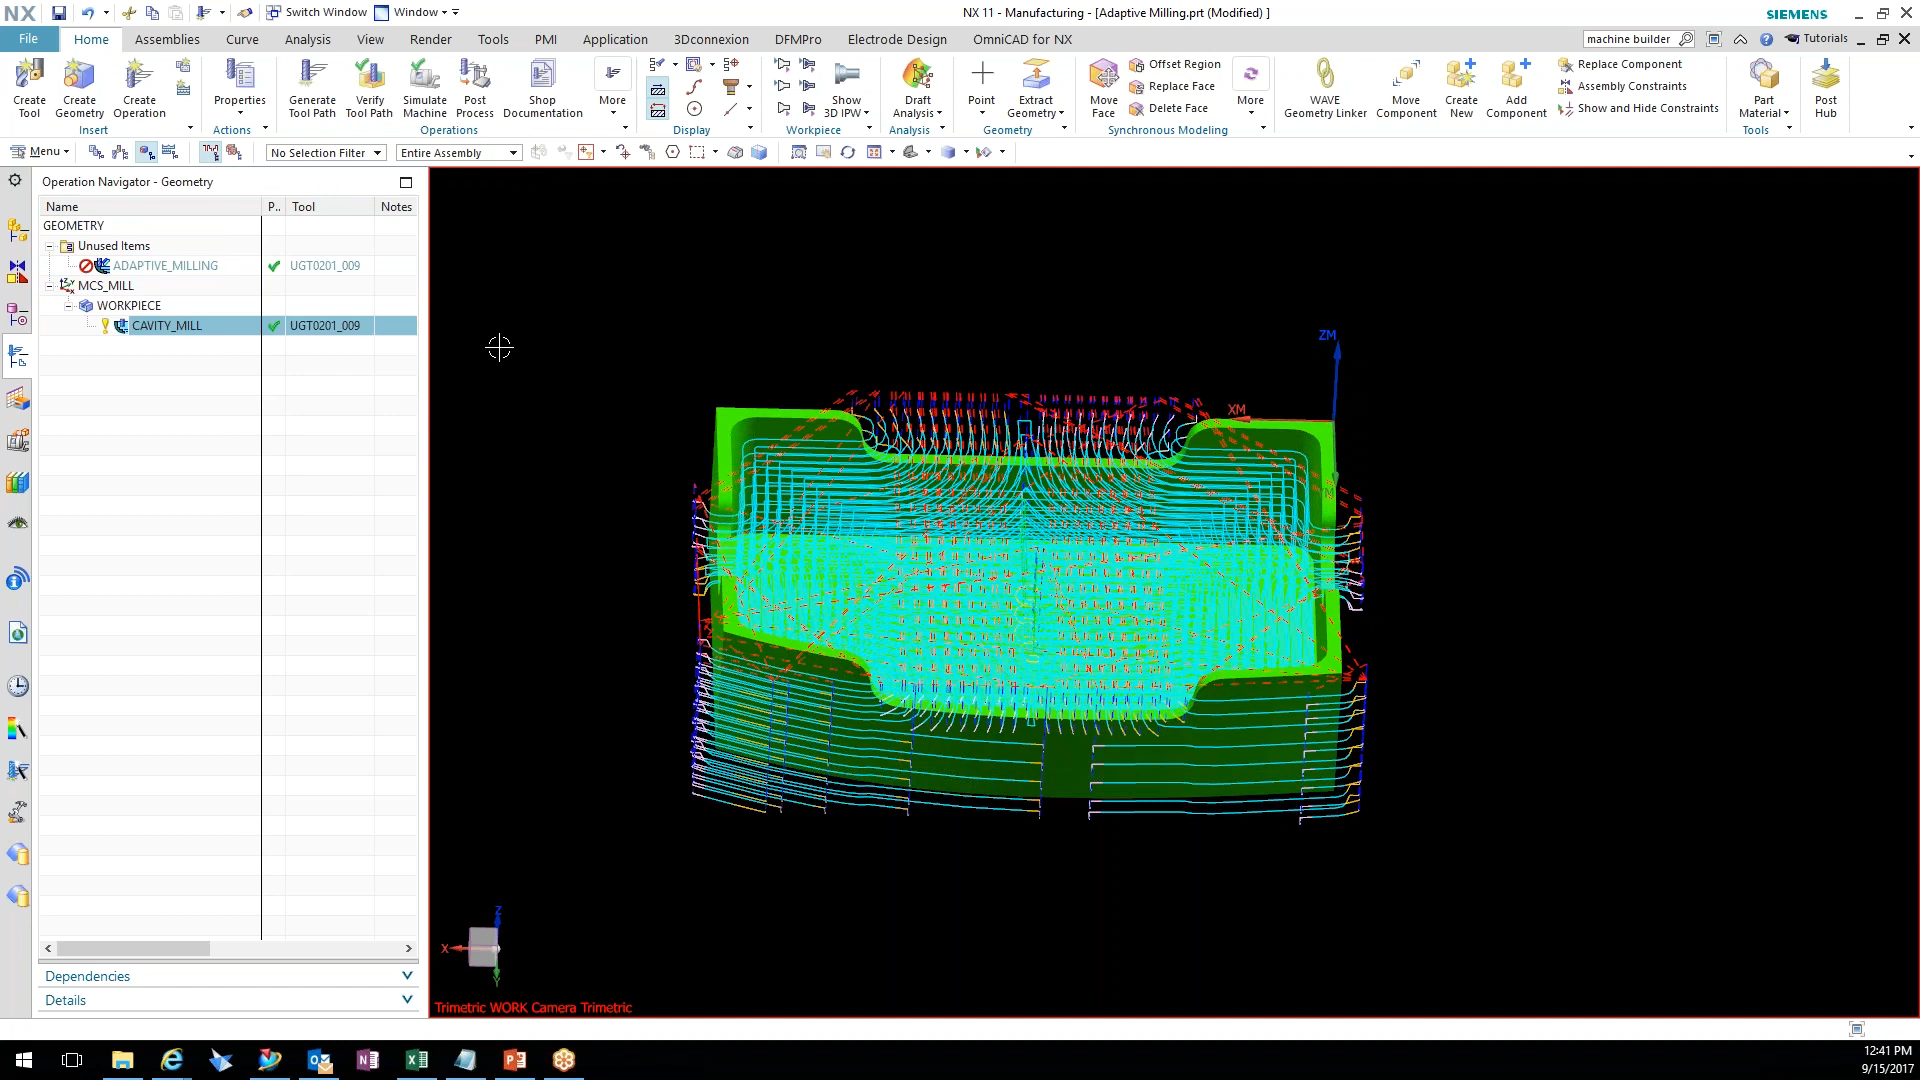 NX
Switch Window
Window
NX 11 - Manufacturing - [Adaptive Milling.prt (Modified) ]
SIEMENS
File
Home
Assemblies
Curve
Analysis
View
Render
Tools
PMI
Application
3Dconnexion
DFMPro
Electrode Design
OmniCAD for NX
machine builder
Tutorials
Create Tool
Create Geometry
Create Operation
Insert
Properties
Actions
Generate Tool Path
Verify Tool Path
Simulate Machine
Post Process
Shop Documentation
More
Operations
Display
Show 3D IPW
Workpiece
Draft Analysis
Analysis
Point
Extract Geometry
Geometry
Move Face
Offset Region
Replace Face
Delete Face
More
Synchronous Modeling
WAVE Geometry Linker
Move Component
Create New
Add Component
Replace Component
Assembly Constraints
Show and Hide Constraints
Part Material
Tools
Post Hub
Menu
No Selection Filter
Entire Assembly
Operation Navigator - Geometry
Name
P..
Tool
Notes
GEOMETRY
Unused Items
ADAPTIVE_MILLING
UGT0201_009
MCS_MILL
WORKPIECE
CAVITY_MILL
UGT0201_009
Dependencies
Details
ZM
XM
Z
X
Y
Trimetric WORK Camera Trimetric
12:41 PM
9/15/2017